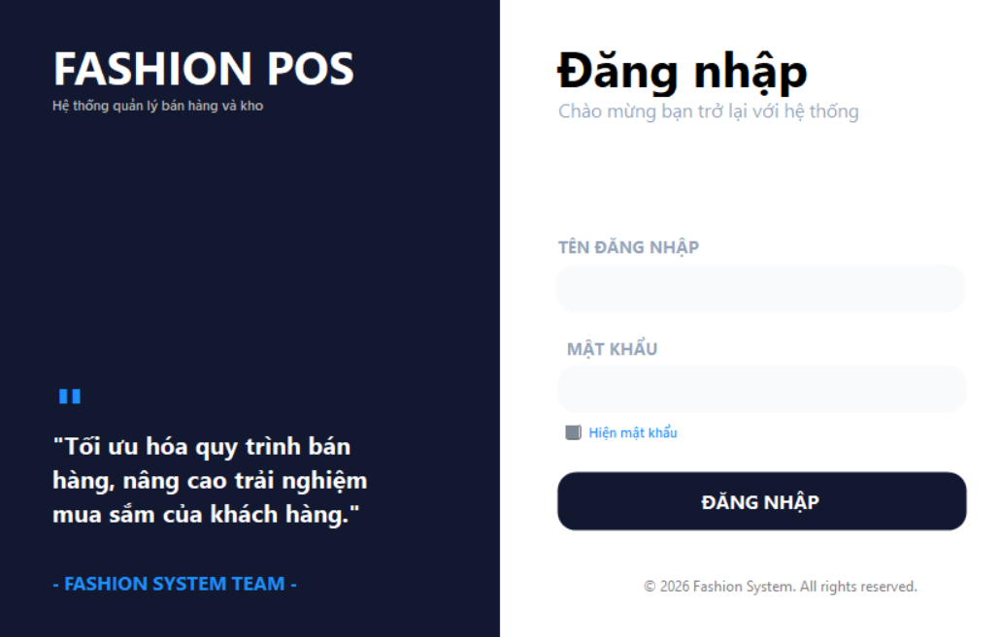 FASHION POS
Hệ thống quản lý bán hàng và kho
"
"Tối ưu hóa quy trình bán
hàng, nâng cao trải nghiệm
mua sắm của khách hàng."
- FASHION SYSTEM TEAM -
Đăng nhập
Chào mừng bạn trở lại với hệ thống
TÊN ĐĂNG NHẬP
MẬT KHẨU
Hiện mật khẩu
ĐĂNG NHẬP
© 2026 Fashion System. All rights reserved.